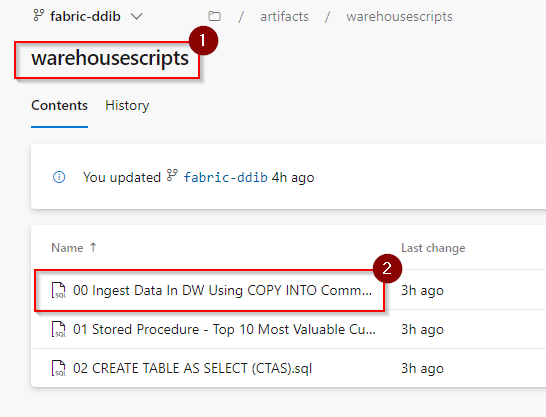 fabric-ddib / artifacts / warehousescripts
1
warehousescripts
Contents History
You updated fabric-ddib 4h ago
Name ↑ Last change
2
00 Ingest Data In DW Using COPY INTO Comm... 3h ago
01 Stored Procedure - Top 10 Most Valuable Cu... 3h ago
02 CREATE TABLE AS SELECT (CTAS).sql 3h ago